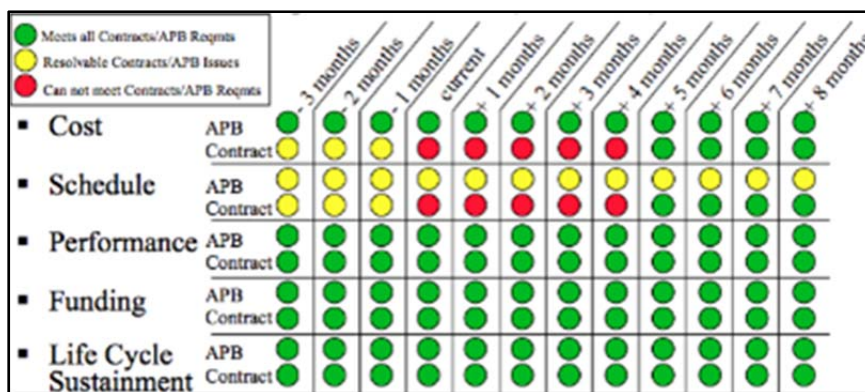 Meets all Contracts/APB Reqmts
Resolvable Contracts/APB Issues
Can not meet Contracts/APB Reqmts
- 3 months
- 2 months
- 1 months
current
+ 1 months
+ 2 months
+ 3 months
+ 4 months
+ 5 months
+ 6 months
+ 7 months
+ 8 months
▪ Cost APB
Contract
▪ Schedule APB
Contract
▪ Performance APB
Contract
▪ Funding APB
Contract
▪ Life Cycle APB
Sustainment Contract